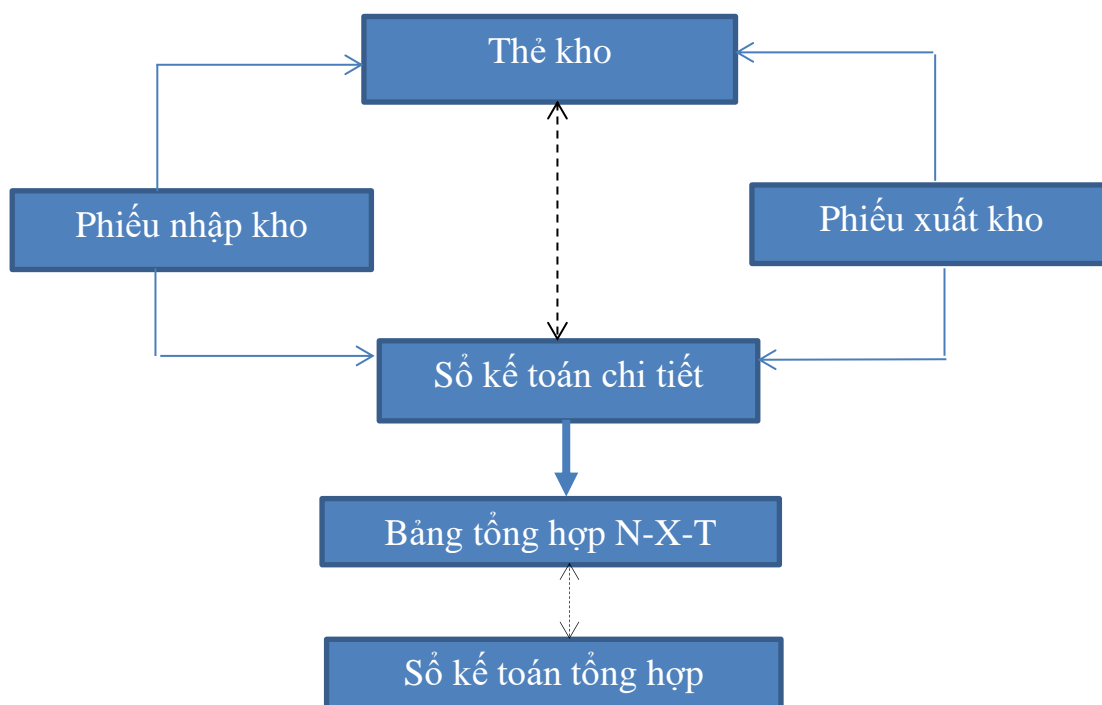 Thẻ kho
Phiếu nhập kho
Phiếu xuất kho
Sổ kế toán chi tiết
Bảng tổng hợp N-X-T
Sổ kế toán tổng hợp